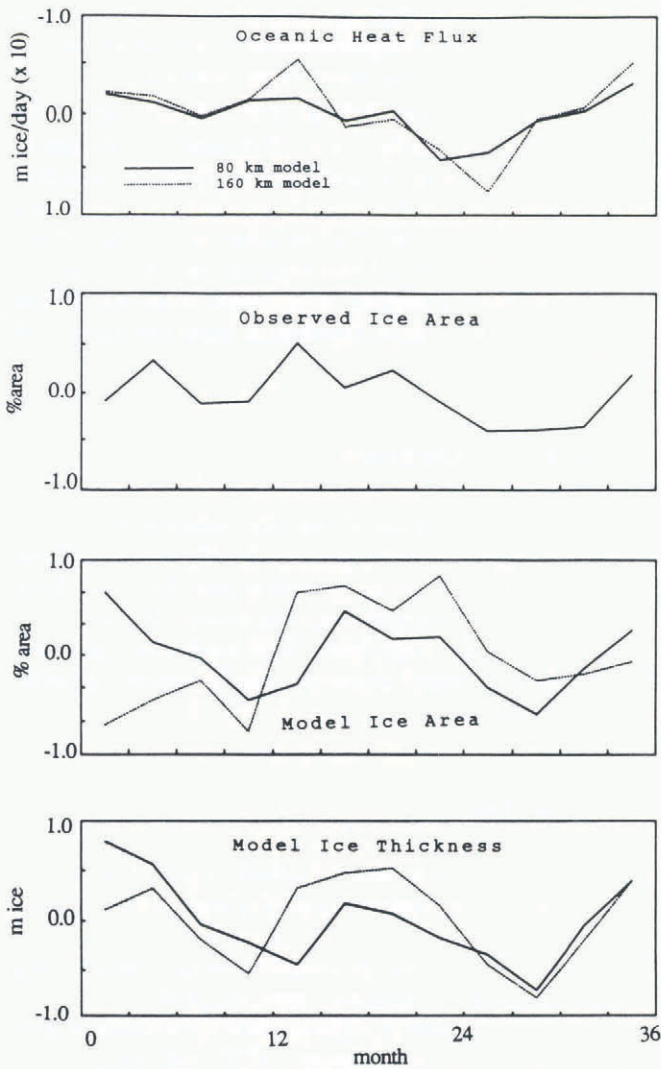 -1.0
Oceanic Heat Flux
m ice/day (x 10)
0.0
80 km model
160 km model
1.0
1.0
Observed Ice Area
%area
0.0
-1.0
1.0
% area
0.0
Model Ice Area
-1.0
1.0
Model Ice Thickness
m ice
0.0
-1.0
0 12 24 36
month